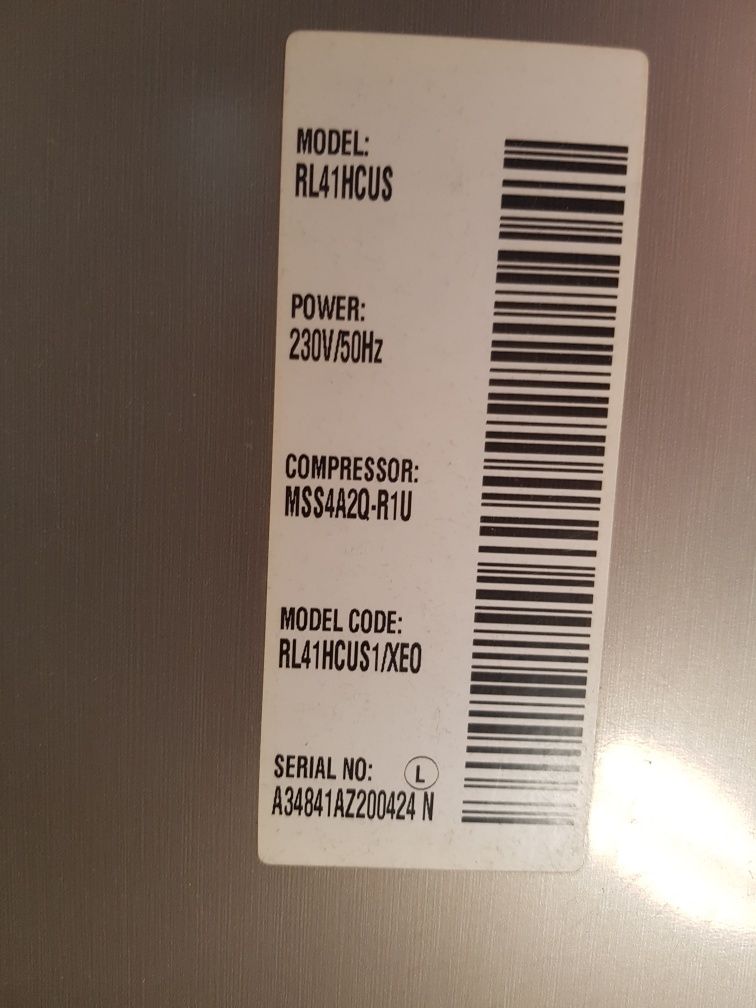 MODEL:
RL41HCUS
POWER:
230V/50Hz
COMPRESSOR:
MSS4A2Q-R1U
MODEL CODE:
RL41HCUS1/XEO
SERIAL NO: L
A34841AZ200424 N